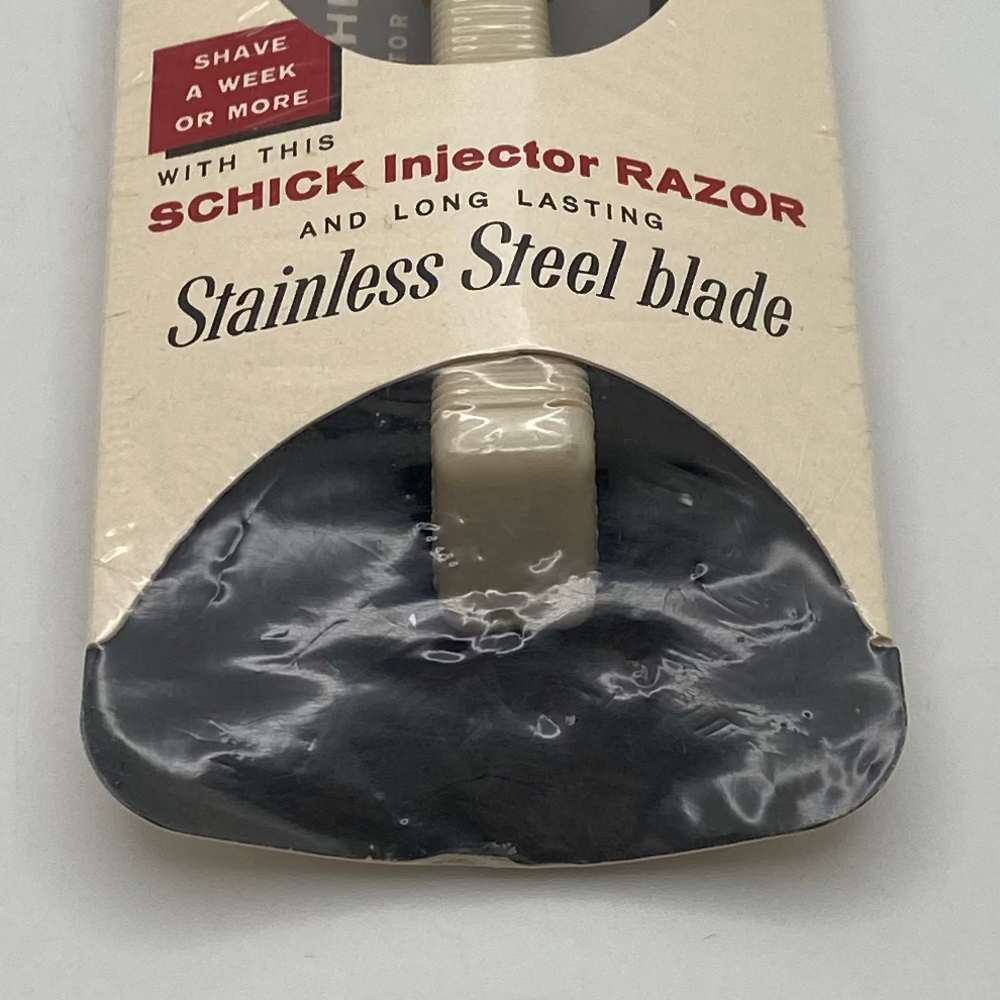 SHAVE
A WEEK
OR MORE
WITH THIS
SCHICK Injector RAZOR
AND LONG LASTING
Stainless Steel blade